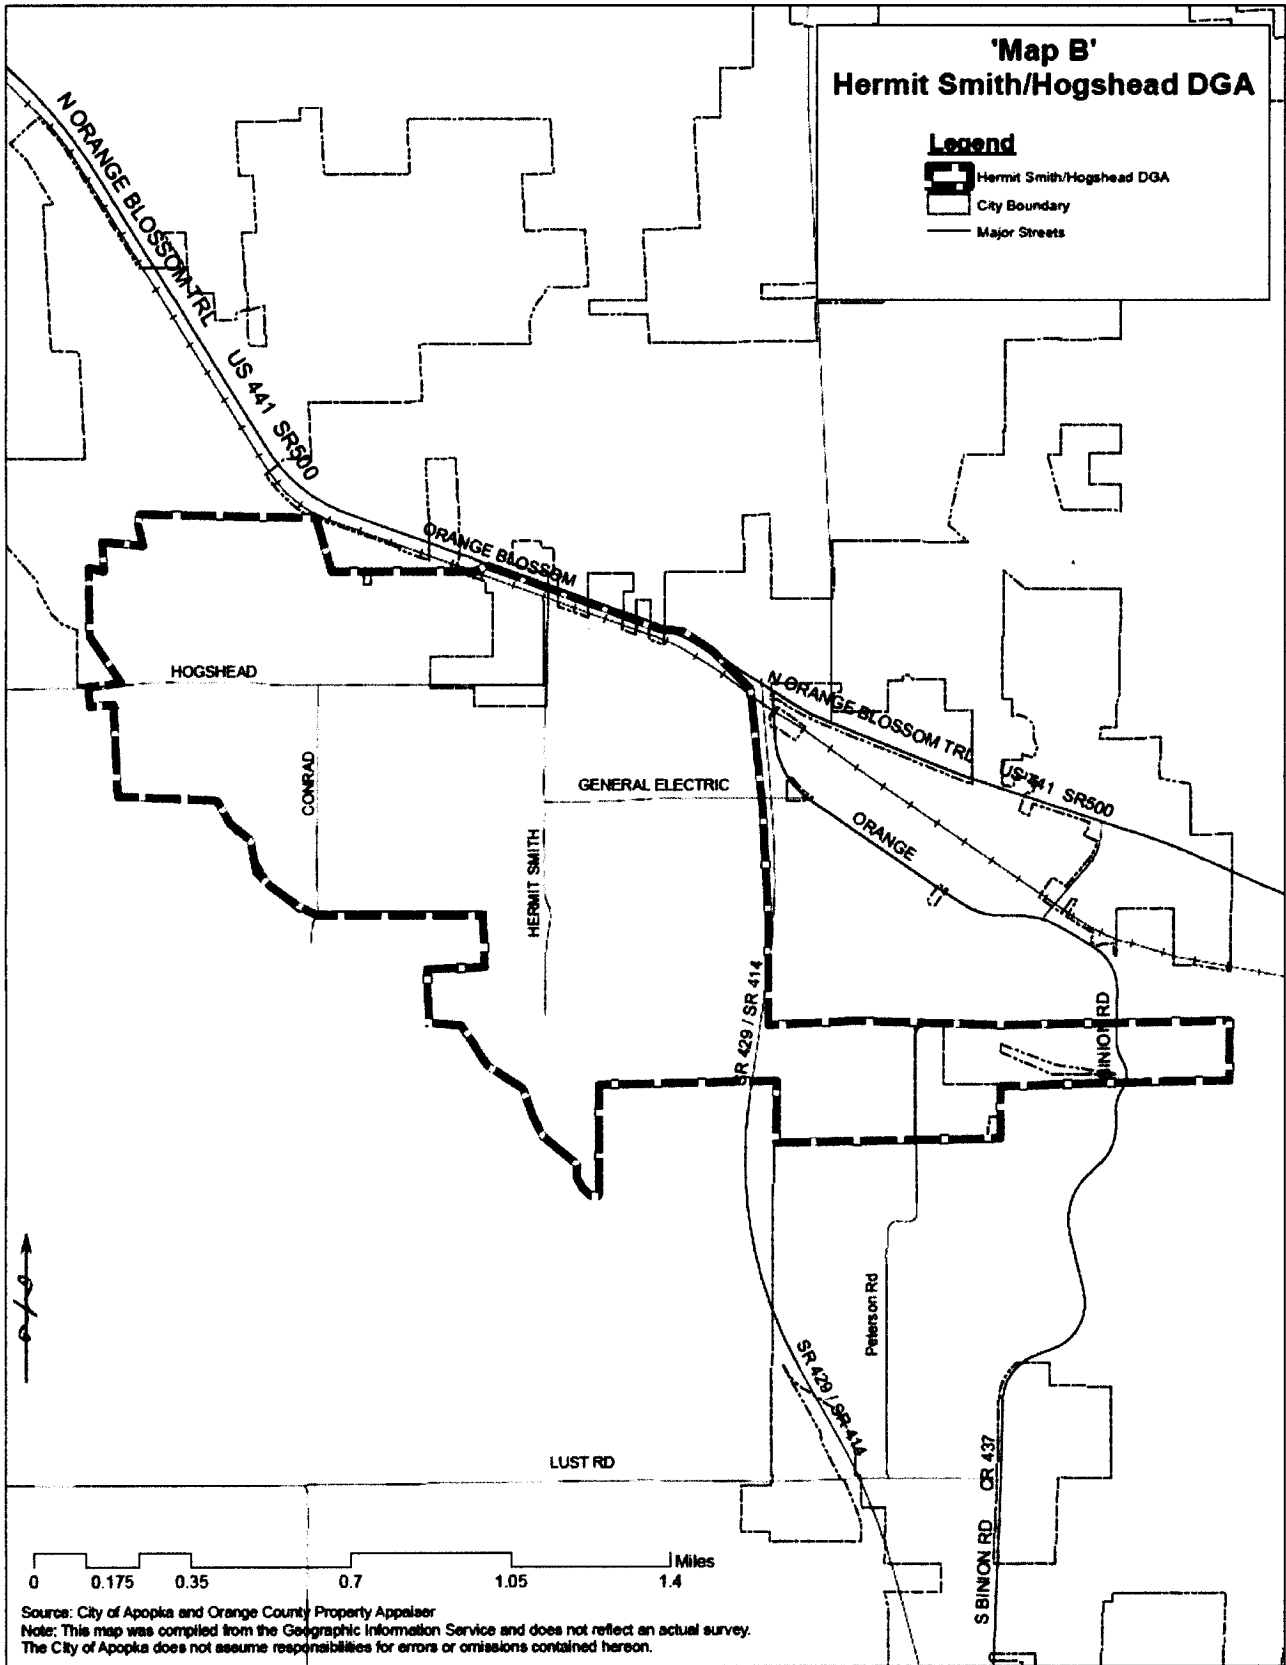 'Map B'
Hermit Smith/Hogshead DGA
Legend
Hermit Smith/Hogshead DGA
City Boundary
Major Streets
N ORANGE BLOSSOM TRL
US 441 SR500
ORANGE BLOSSOM
HOGSHEAD
N ORANGE BLOSSOM TRL
US 441 SR500
CONRAD
GENERAL ELECTRIC
ORANGE
HERMIT SMITH
SR 429 / SR 414
BINION RD
Peterson Rd
SR 429 / SR 414
LUST RD
S BINION RD CR 437
Miles
0 0.175 0.35 0.7 1.05 1.4
Source: City of Apopka and Orange County Property Appaiser
Note: This map was compiled from the Geographic Information Service and does not reflect an actual survey.
The City of Apopka does not assume responsibilities for errors or omissions contained hereon.